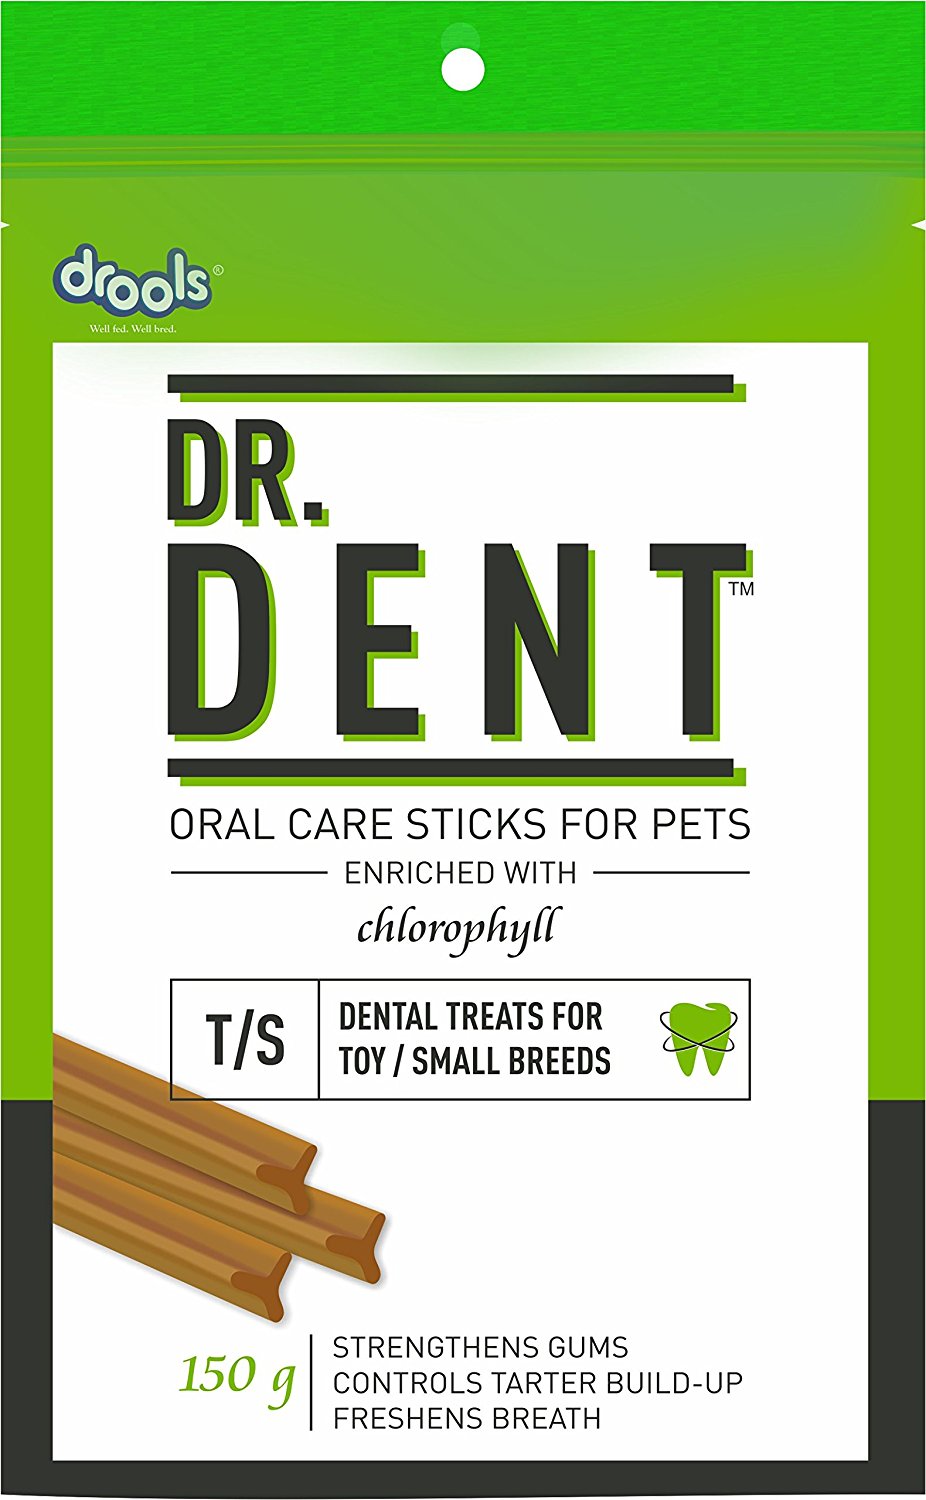 drools®
Well fed. Well bred.
DR.
DENT™
ORAL CARE STICKS FOR PETS
ENRICHED WITH
chlorophyll
T/S
DENTAL TREATS FOR
TOY / SMALL BREEDS
150 g
STRENGTHENS GUMS
CONTROLS TARTER BUILD-UP
FRESHENS BREATH